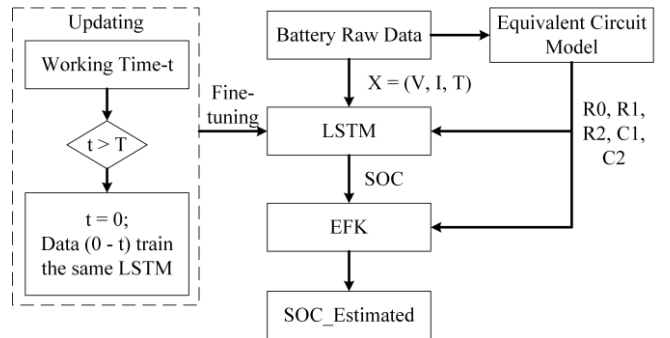 Updating
Working Time-t
t > T
t = 0;
Data (0 - t) train
the same LSTM
Fine-
tuning
Battery Raw Data
X = (V, I, T)
LSTM
SOC
EFK
SOC_Estimated
Equivalent Circuit
Model
R0, R1,
R2, C1,
C2